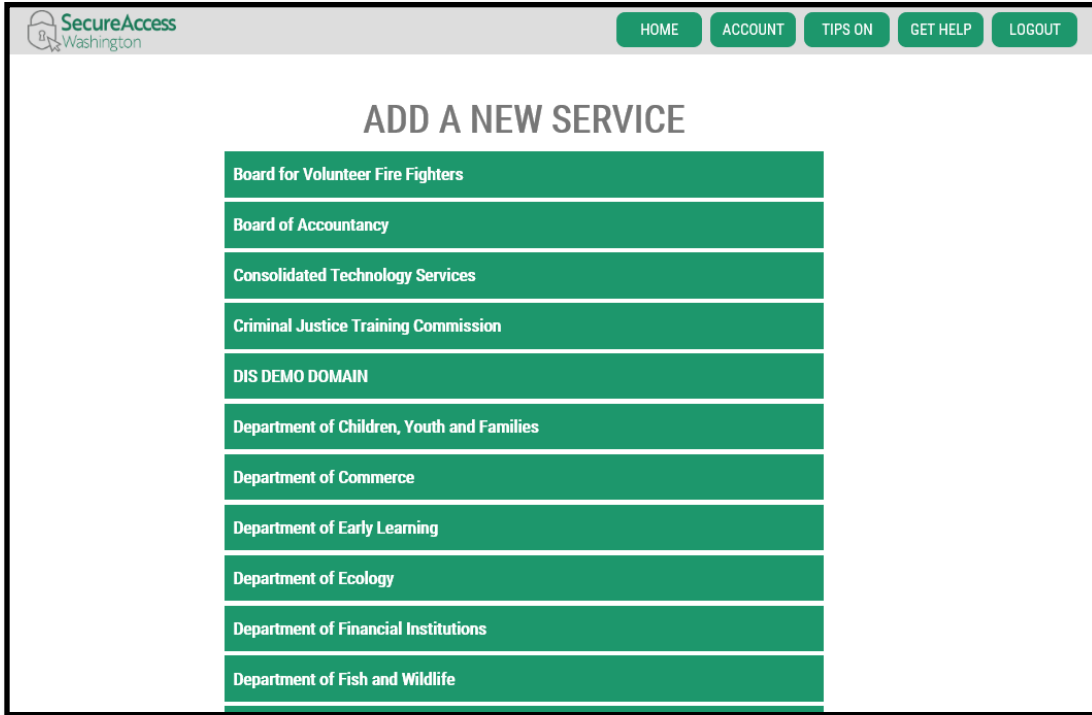 SecureAccess
Washington
HOME ACCOUNT TIPS ON GET HELP LOGOUT
ADD A NEW SERVICE
Board for Volunteer Fire Fighters
Board of Accountancy
Consolidated Technology Services
Criminal Justice Training Commission
DIS DEMO DOMAIN
Department of Children, Youth and Families
Department of Commerce
Department of Early Learning
Department of Ecology
Department of Financial Institutions
Department of Fish and Wildlife